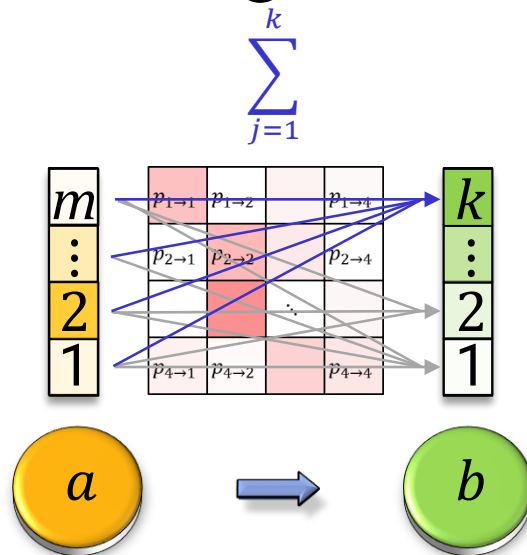 k
∑
j=1
m p₁→₁ p₁→₂ p₁→₄ k
⋮ p₂→₁ p₂→₂ p₂→₄ ⋮
2 ⋱ 2
1 p₄→₁ p₄→₂ p₄→₄ 1
a b